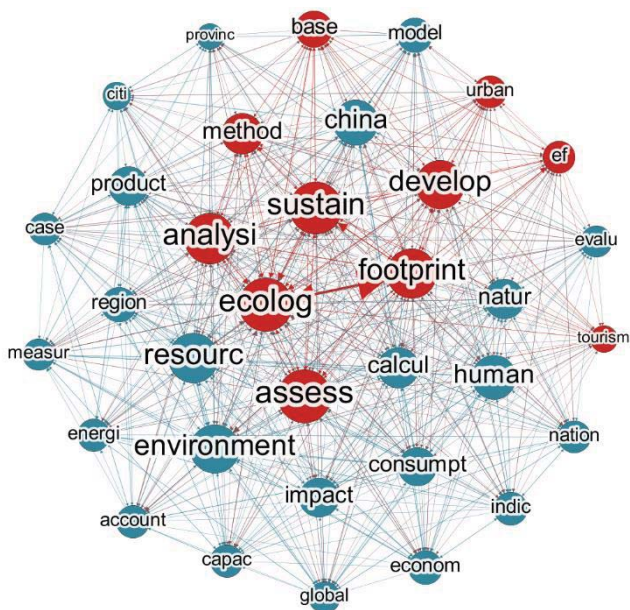 base
provinc
model
citi
urban
method
china
ef
product
develop
sustain
case
analysi
evalu
footprint
region
ecolog
natur
measur
resourc
tourism
calcul
human
assess
energi
environment
nation
consumpt
impact
indic
account
capac
econom
global